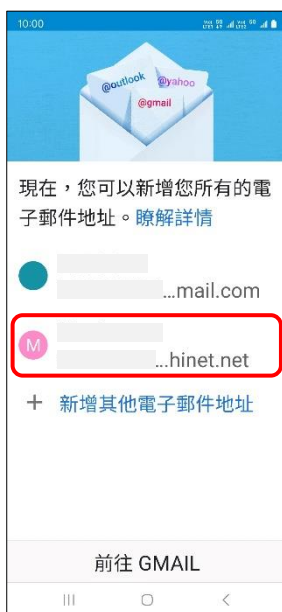 10:00
@outlook
@yahoo
@gmail
現在，您可以新增您所有的電
子郵件地址。瞭解詳情
...mail.com
M
...hinet.net
+ 新增其他電子郵件地址
前往 GMAIL